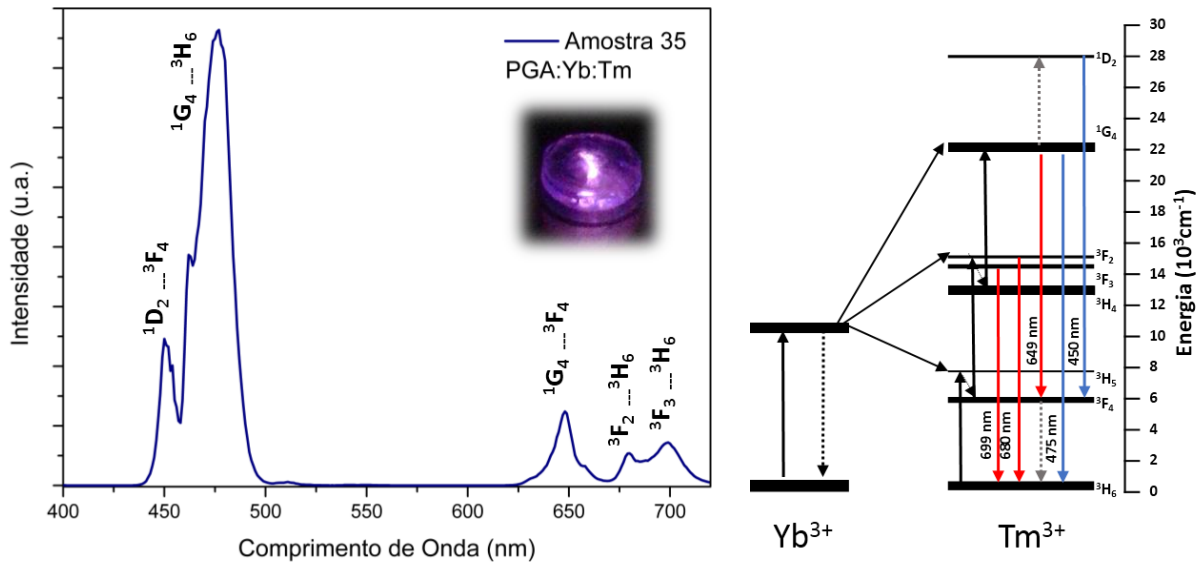 Intensidade (u.a.)
¹D₂ --- ³F₄
¹G₄ --- ³H₆
Amostra 35
PGA:Yb:Tm
¹G₄ --- ³F₄
³F₂ --- ³H₆
³F₃ --- ³H₆
400 450 500 550 600 650 700
Comprimento de Onda (nm)
30
28
26
24
22
20
18
16
14
12
10
8
6
4
2
0
Energia (10³cm⁻¹)
¹D₂
¹G₄
³F₂
³F₃
³H₄
³H₅
³F₄
³H₆
649 nm
450 nm
699 nm
680 nm
475 nm
Yb³⁺
Tm³⁺